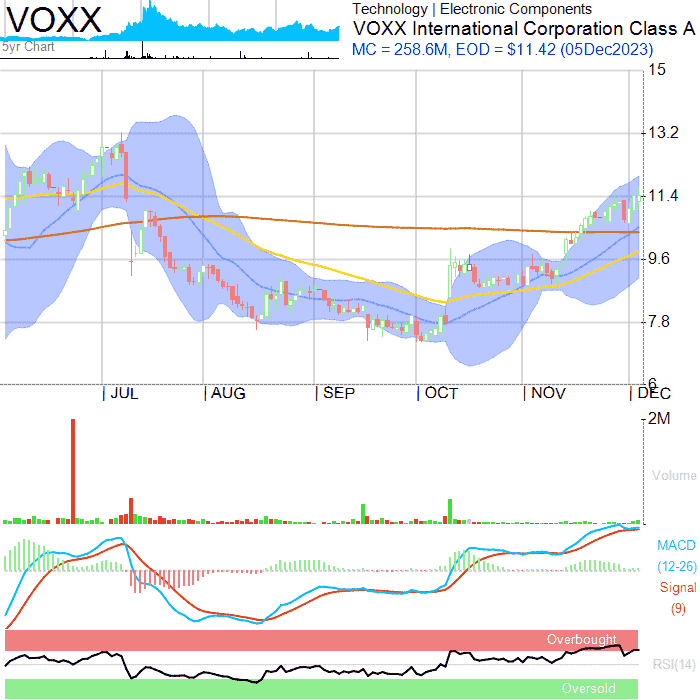 VOXX
5yr Chart
Technology | Electronic Components
VOXX International Corporation Class A
MC = 258.6M, EOD = $11.42 (05Dec2023)
15
13.2
11.4
9.6
7.8
6
JUL
AUG
SEP
OCT
NOV
DEC
2M
Volume
MACD
(12-26)
Signal
(9)
Overbought
RSI(14)
Oversold